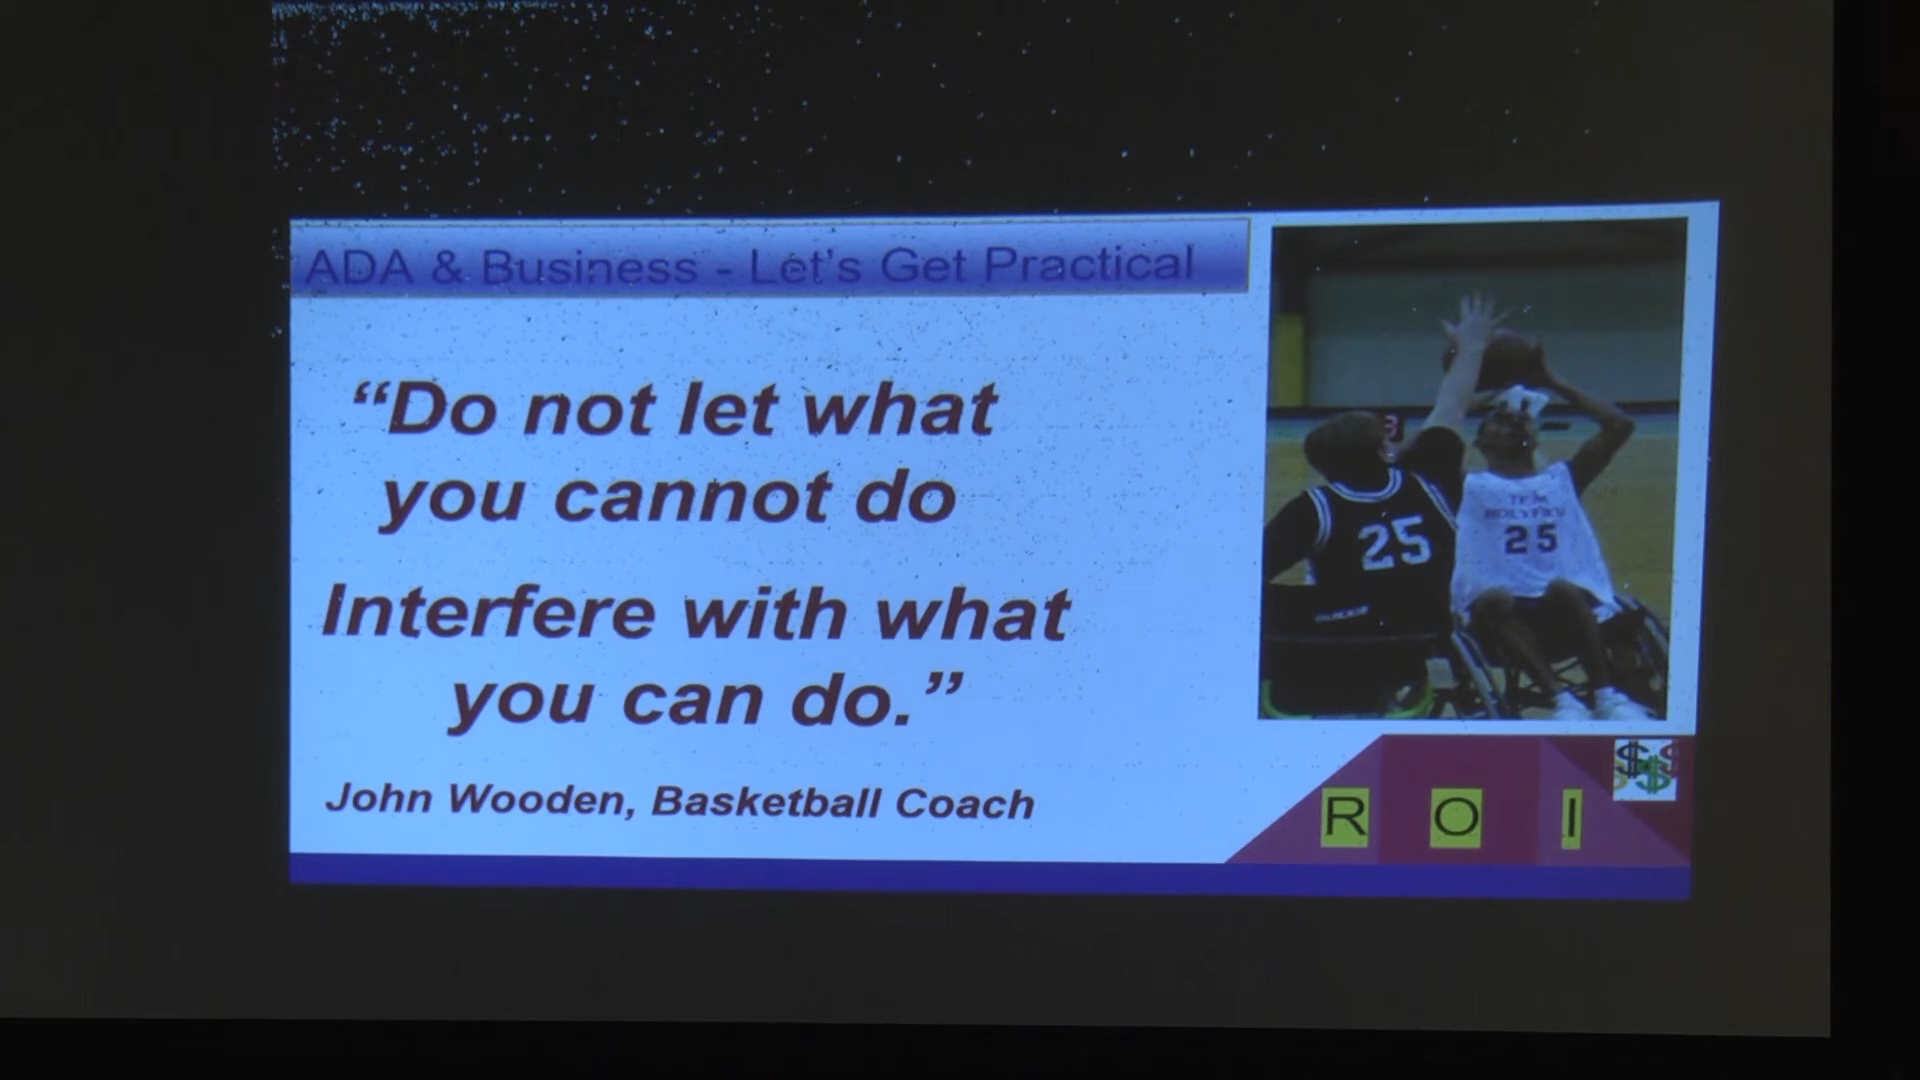 ADA & Business - Let's Get Practical
“Do not let what
you cannot do
Interfere with what
you can do.”
John Wooden, Basketball Coach
25
25
R O I